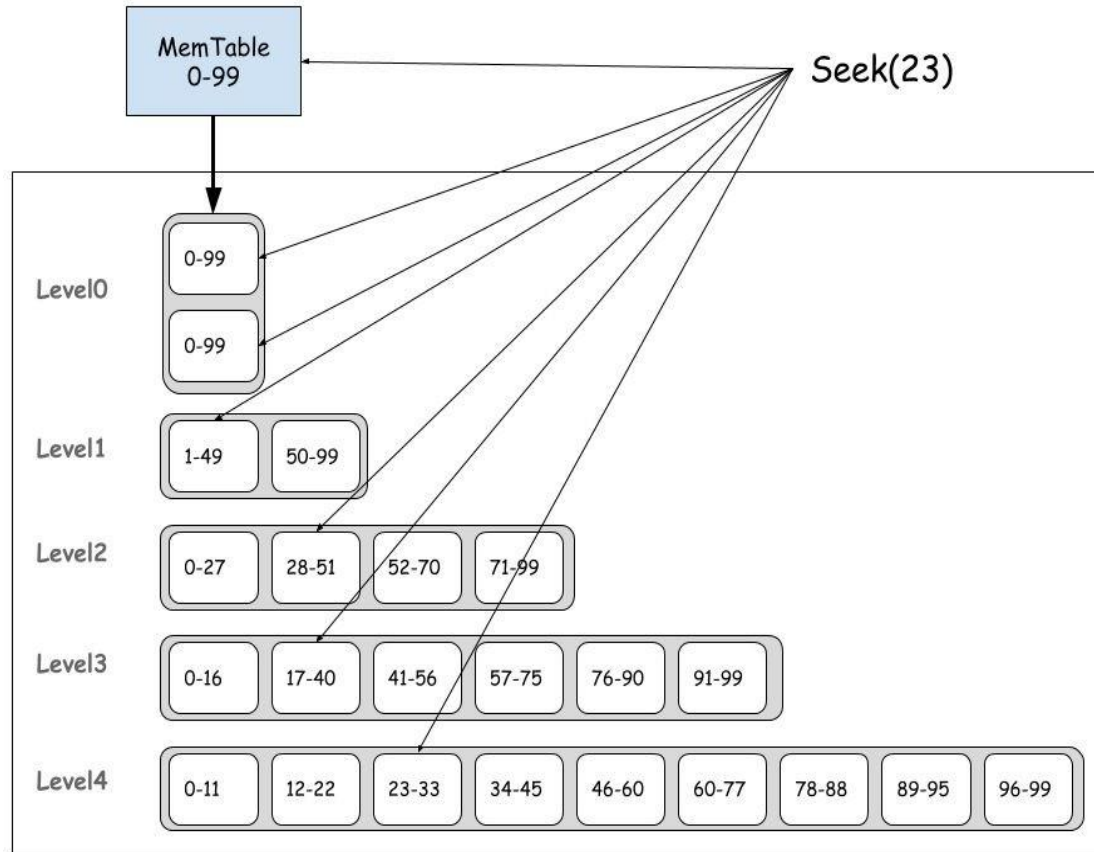 MemTable
0-99
Seek(23)
Level0
0-99
0-99
Level1
1-49 50-99
Level2
0-27 28-51 52-70 71-99
Level3
0-16 17-40 41-56 57-75 76-90 91-99
Level4
0-11 12-22 23-33 34-45 46-60 60-77 78-88 89-95 96-99